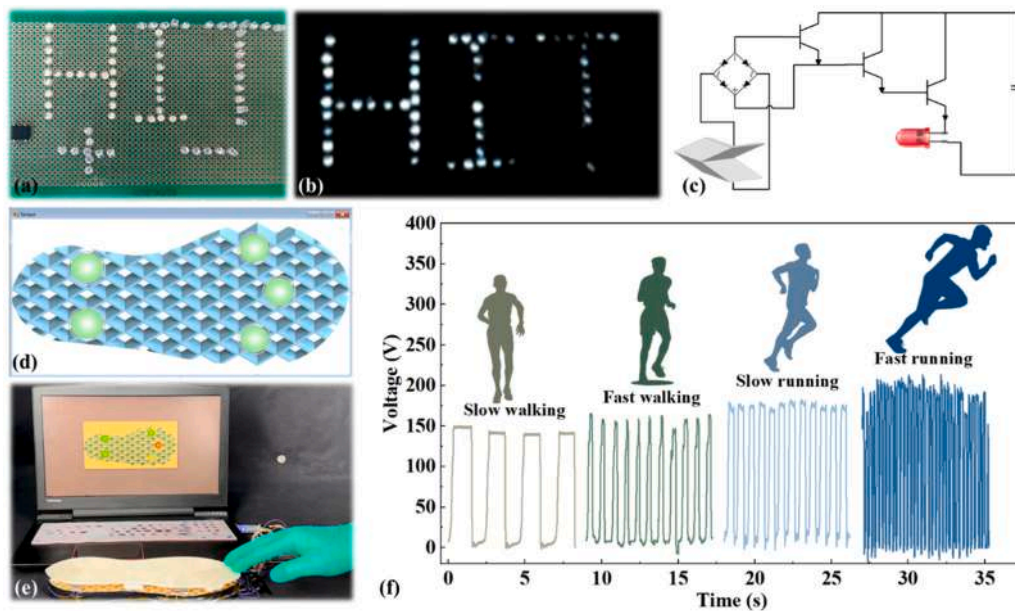 HIT
(a)
HIT
(b)
(c)
(d)
(e)
400
350
300
250
200
150
100
50
0
Voltage (V)
Slow walking
Fast walking
Slow running
Fast running
0
5
10
15
20
25
30
35
Time (s)
(f)